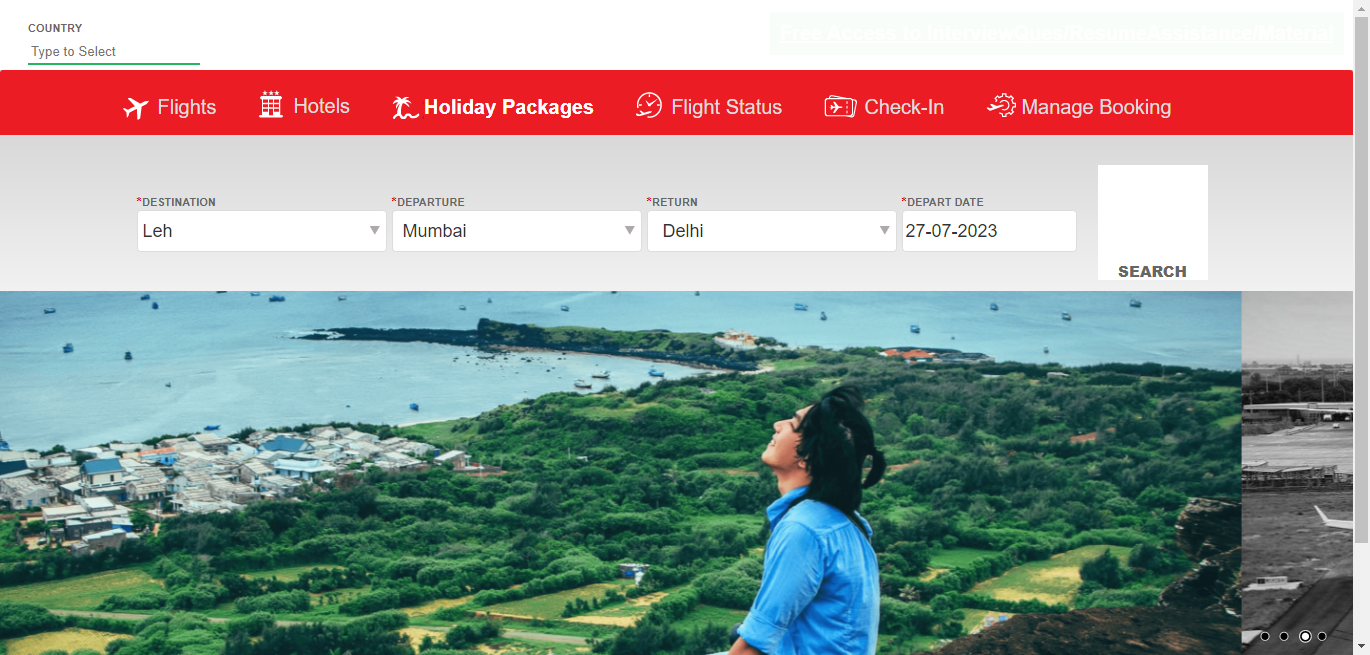 COUNTRY
Type to Select
Free Access to InterviewQues/ResumeAssistance/Material
Flights
Hotels
Holiday Packages
Flight Status
Check-In
Manage Booking
*DESTINATION
*DEPARTURE
*RETURN
*DEPART DATE
Leh
Mumbai
Delhi
27-07-2023
SEARCH